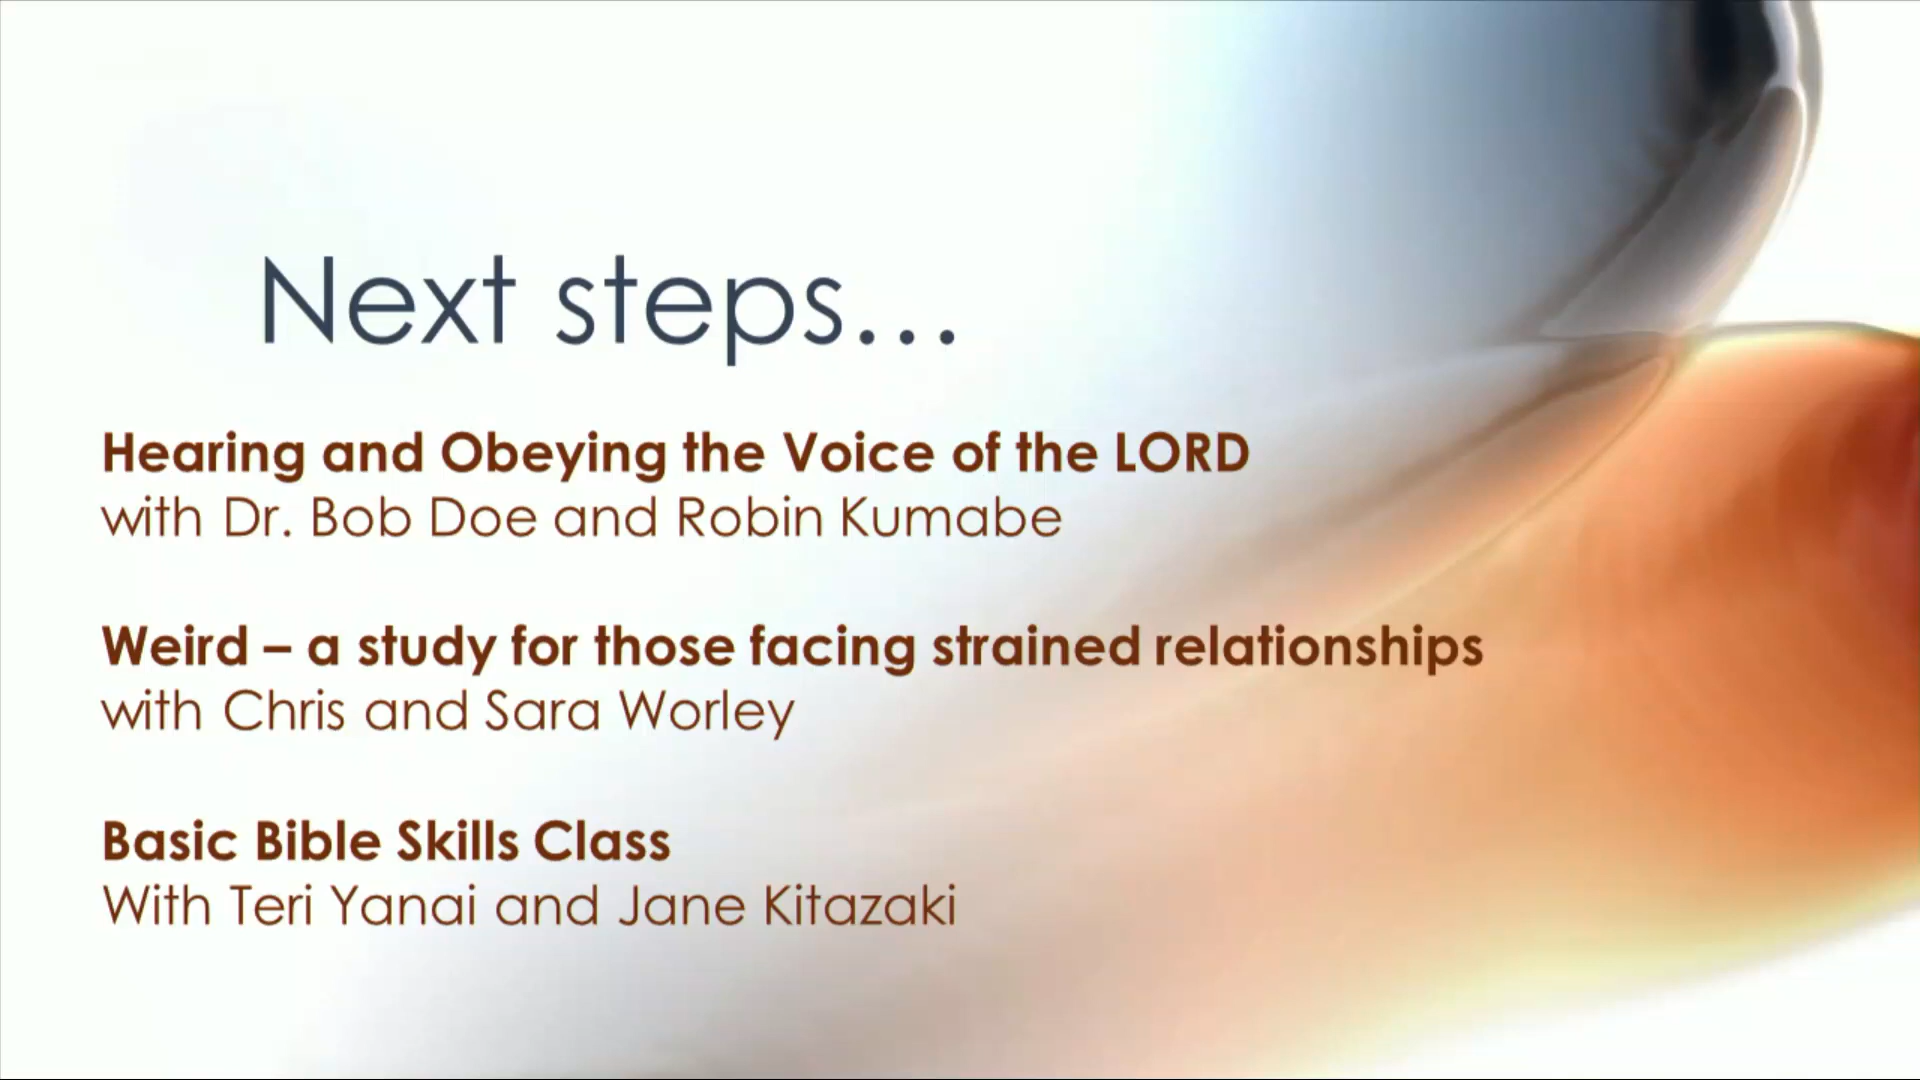 Next steps…
Hearing and Obeying the Voice of the LORD
with Dr. Bob Doe and Robin Kumabe
Weird – a study for those facing strained relationships
with Chris and Sara Worley
Basic Bible Skills Class
With Teri Yanai and Jane Kitazaki